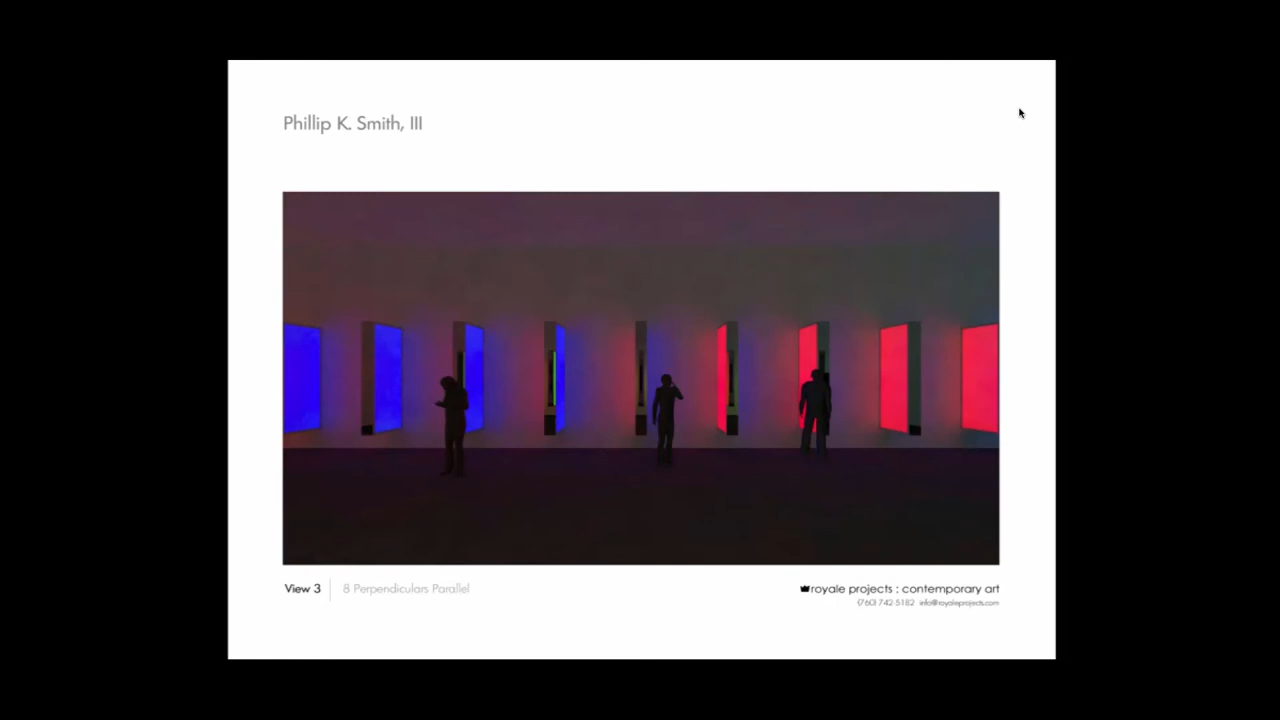 Phillip K. Smith, III
View 3 | 8 Perpendiculars Parallel
royale projects : contemporary art
(760) 742-5182 info@royaleprojects.com